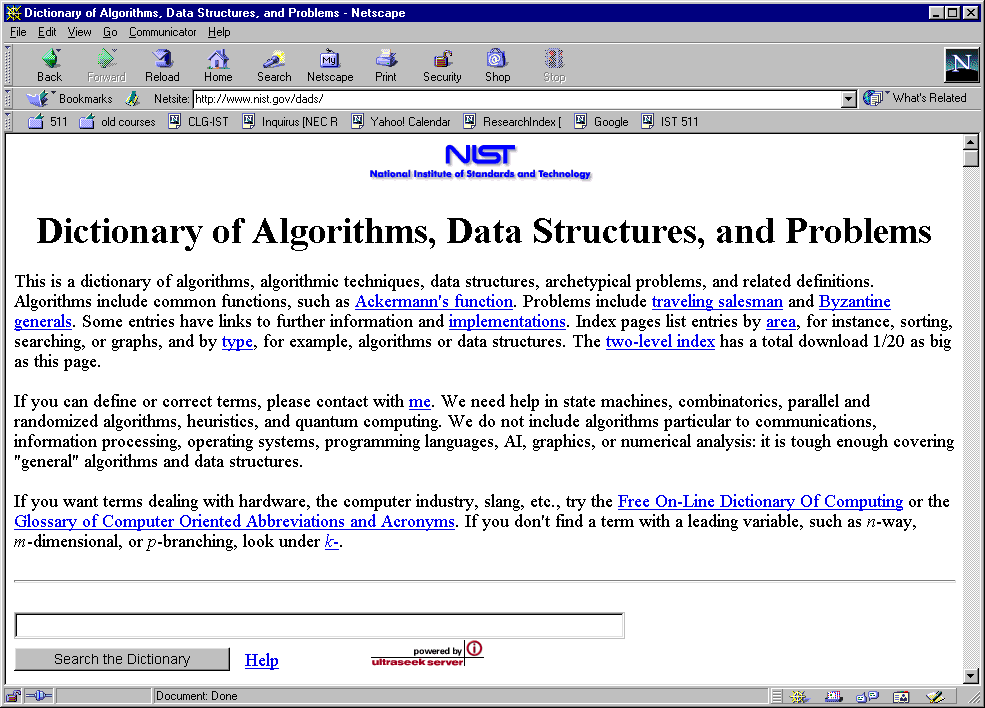 Dictionary of Algorithms, Data Structures, and Problems - Netscape
File Edit View Go Communicator Help
My
Back Forward Reload Home Search Netscape Print Security Shop Stop
N
Bookmarks Netsite: http://www.nist.gov/dads/ What's Related
511 old courses CLG-IST Inquirus [NEC R Yahoo! Calendar ResearchIndex [ Google IST 511
NIST
National Institute of Standards and Technology
Dictionary of Algorithms, Data Structures, and Problems
This is a dictionary of algorithms, algorithmic techniques, data structures, archetypical problems, and related definitions.
Algorithms include common functions, such as Ackermann's function. Problems include traveling salesman and Byzantine
generals. Some entries have links to further information and implementations. Index pages list entries by area, for instance, sorting,
searching, or graphs, and by type, for example, algorithms or data structures. The two-level index has a total download 1/20 as big
as this page.
If you can define or correct terms, please contact with me. We need help in state machines, combinatorics, parallel and
randomized algorithms, heuristics, and quantum computing. We do not include algorithms particular to communications,
information processing, operating systems, programming languages, AI, graphics, or numerical analysis: it is tough enough covering
"general" algorithms and data structures.
If you want terms dealing with hardware, the computer industry, slang, etc., try the Free On-Line Dictionary Of Computing or the
Glossary of Computer Oriented Abbreviations and Acronyms. If you don't find a term with a leading variable, such as n-way,
m-dimensional, or p-branching, look under k-.
Search the Dictionary Help powered by
ultraseek server
Document: Done